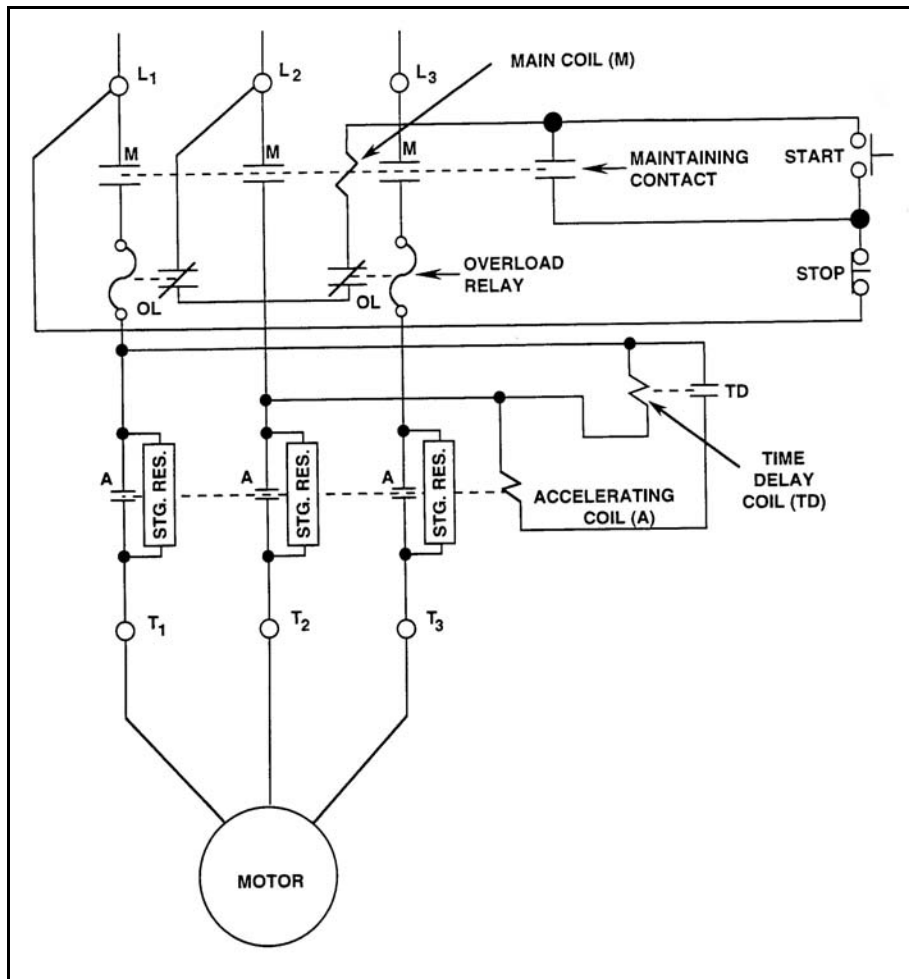 L1
L2
L3
MAIN COIL (M)
M
M
M
MAINTAINING
CONTACT
START
OVERLOAD
RELAY
STOP
OL
OL
TD
A
STG. RES.
A
STG. RES.
A
STG. RES.
ACCELERATING
COIL (A)
TIME
DELAY
COIL (TD)
T1
T2
T3
MOTOR